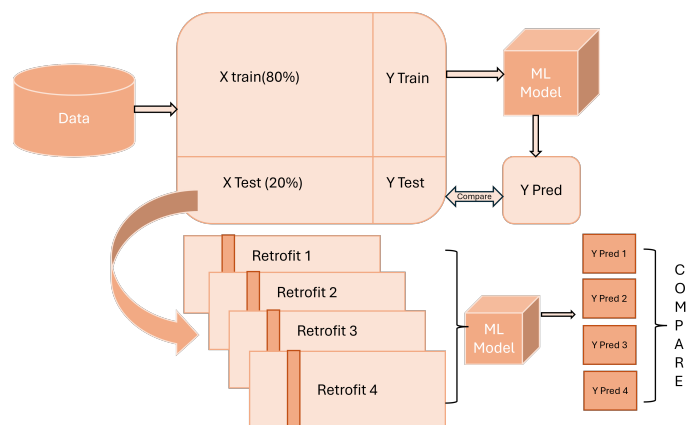 Data
X train(80%)
Y Train
ML
Model
X Test (20%)
Y Test
Compare
Y Pred
Retrofit 1
Retrofit 2
Retrofit 3
Retrofit 4
ML
Model
Y Pred 1
Y Pred 2
Y Pred 3
Y Pred 4
C
O
M
P
A
R
E